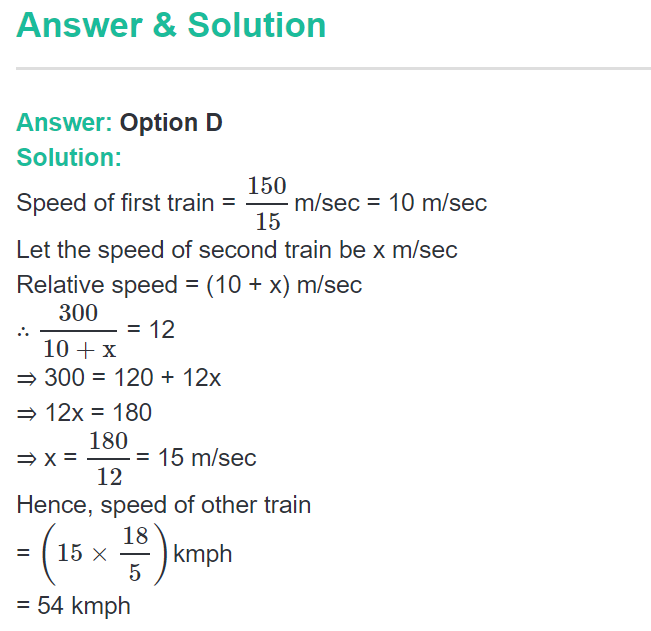 Answer & Solution
Answer: Option D
Solution:
Speed of first train = 150/15 m/sec = 10 m/sec
Let the speed of second train be x m/sec
Relative speed = (10 + x) m/sec
∴ 300/(10 + x) = 12
⇒ 300 = 120 + 12x
⇒ 12x = 180
⇒ x = 180/12 = 15 m/sec
Hence, speed of other train
= (15 × 18/5) kmph
= 54 kmph